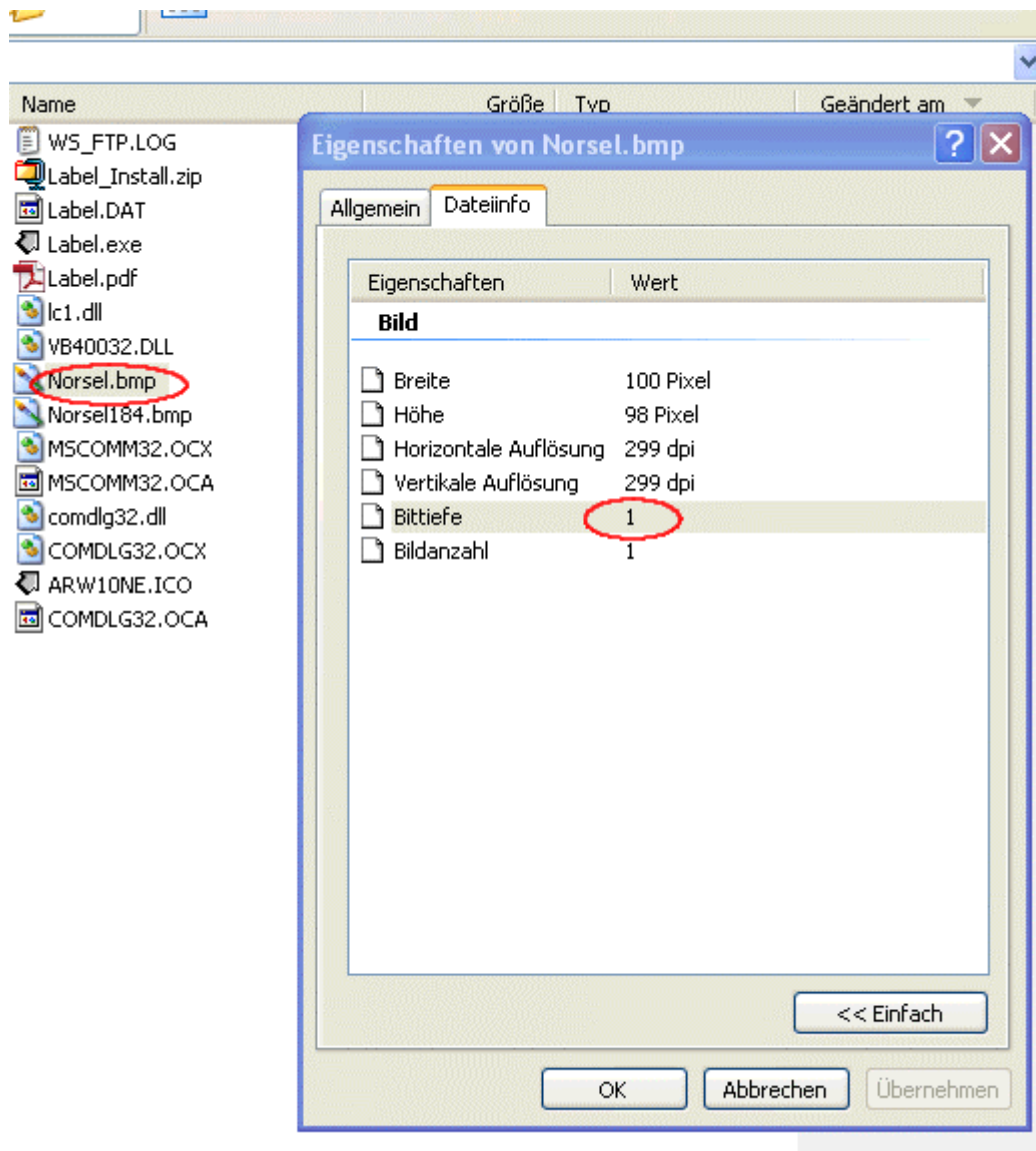 Name Größe Typ Geändert am
WS_FTP.LOG
Label_Install.zip
Label.DAT
Label.exe
Label.pdf
lc1.dll
VB40032.DLL
Norsel.bmp
Norsel184.bmp
MSCOMM32.OCX
MSCOMM32.OCA
comdlg32.dll
COMDLG32.OCX
ARW10NE.ICO
COMDLG32.OCA
Eigenschaften von Norsel.bmp
Allgemein Dateiinfo
Eigenschaften Wert
Bild
Breite 100 Pixel
Höhe 98 Pixel
Horizontale Auflösung 299 dpi
Vertikale Auflösung 299 dpi
Bittiefe 1
Bildanzahl 1
<< Einfach
OK Abbrechen Übernehmen